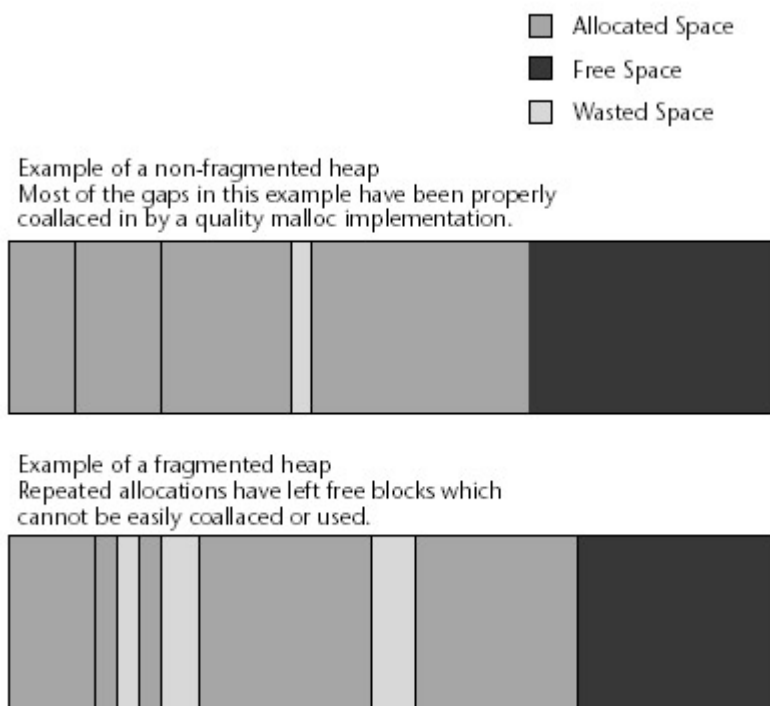 Allocated Space
Free Space
Wasted Space
Example of a non-fragmented heap
Most of the gaps in this example have been properly
coallaced in by a quality malloc implementation.
Example of a fragmented heap
Repeated allocations have left free blocks which
cannot be easily coallaced or used.